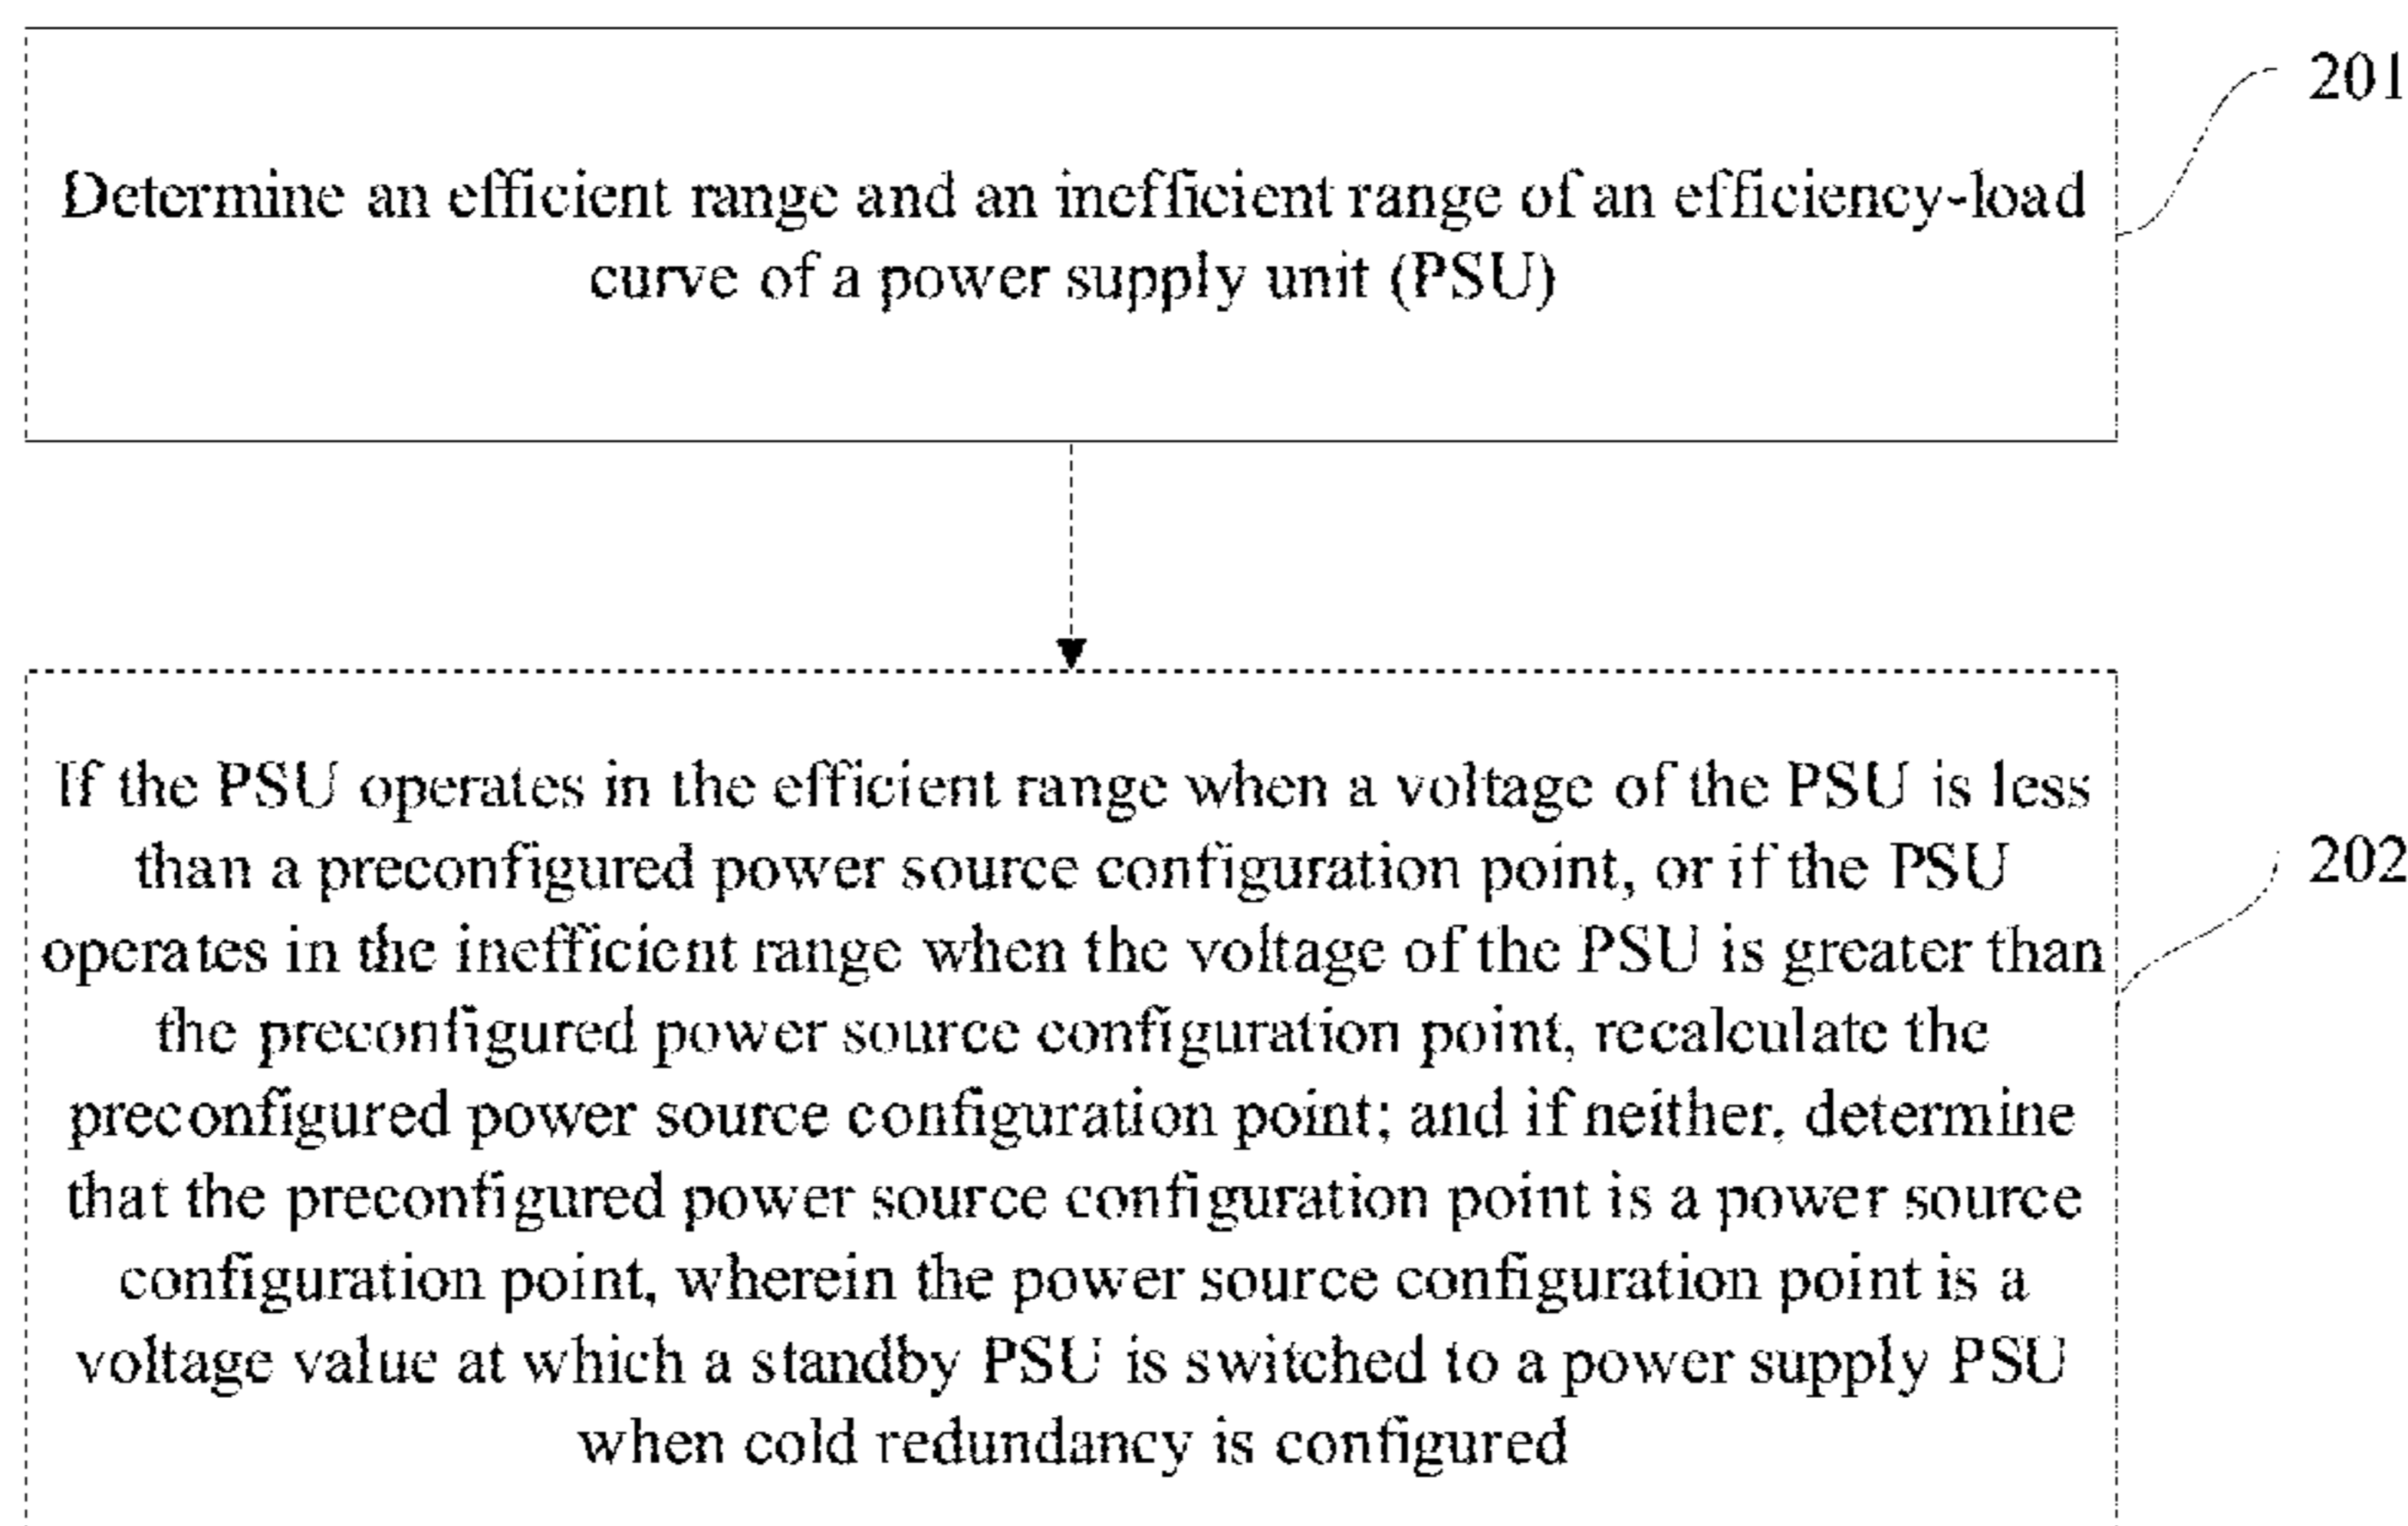 201
Determine an efficient range and an inefficient range of an efficiency-load
curve of a power supply unit (PSU)
If the PSU operates in the efficient range when a voltage of the PSU is less
than a preconfigured power source configuration point, or if the PSU
202
operates in the inefficient range when the voltage of the PSU is greater than
the preconfigured power source configuration point, recalculate the
preconfigured power source configuration point; and if neither, determine
that the preconfigured power source configuration point is a power source
configuration point, wherein the power source configuration point is a
voltage value at which a standby PSU is switched to a power supply PSU
when cold redundancy is configured